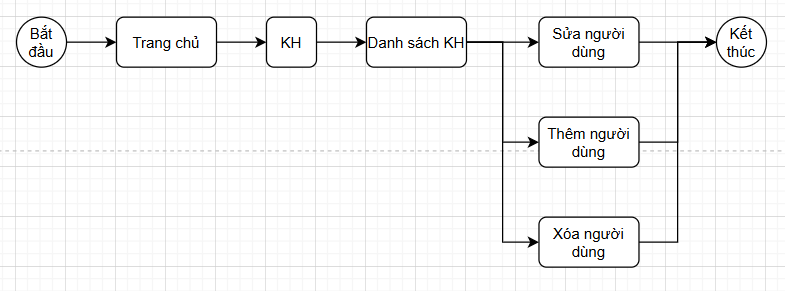 Bắt
đầu
Trang chủ
KH
Danh sách KH
Sửa người
dùng
Kết
thúc
Thêm người
dùng
Xóa người
dùng